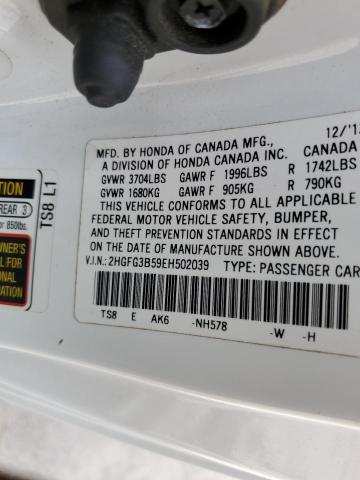 12/'13
MFD. BY HONDA OF CANADA MFG.,
A DIVISION OF HONDA CANADA INC. CANADA
GVWR 3704LBS GAWR F 1996LBS R 1742LBS
GVWR 1680KG GAWR F 905KG R 790KG
THIS VEHICLE CONFORMS TO ALL APPLICABLE
FEDERAL MOTOR VEHICLE SAFETY, BUMPER,
AND THEFT PREVENTION STANDARDS IN EFFECT
ON THE DATE OF MANUFACTURE SHOWN ABOVE.
V.I.N.: 2HGFG3B59EH502039 TYPE: PASSENGER CAR
TS8 E AK6 -NH578 -W -H
TS8 L1
REAR 3
or 850lbs.